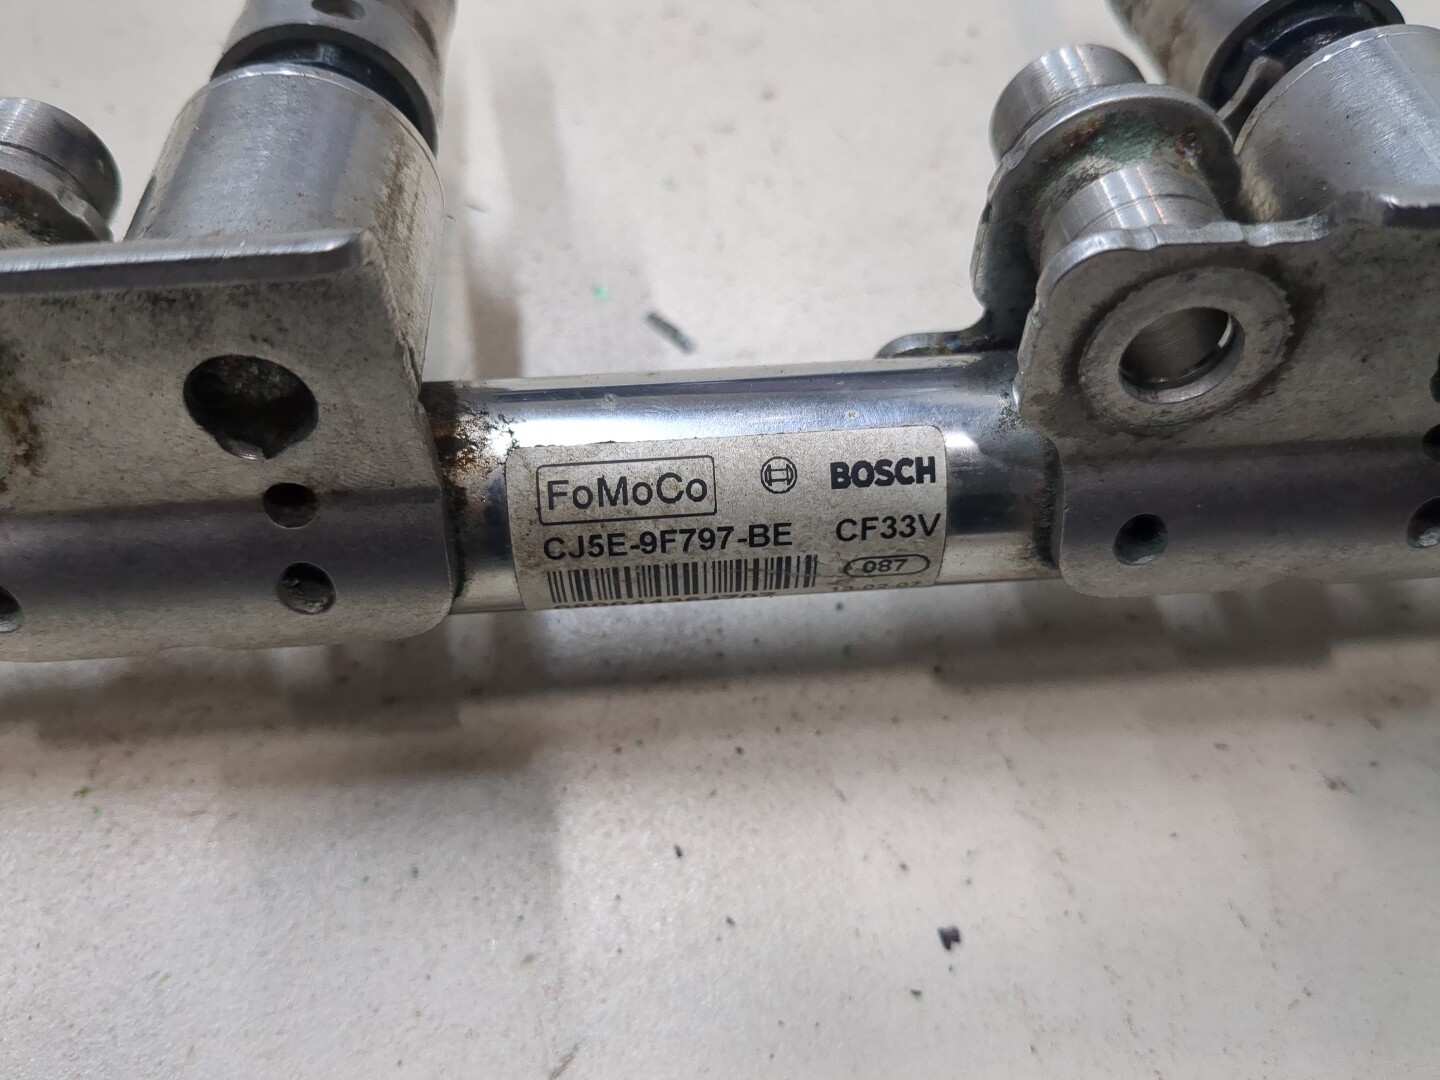 FoMoCo BOSCH
CJ5E-9F797-BE CF33V
087